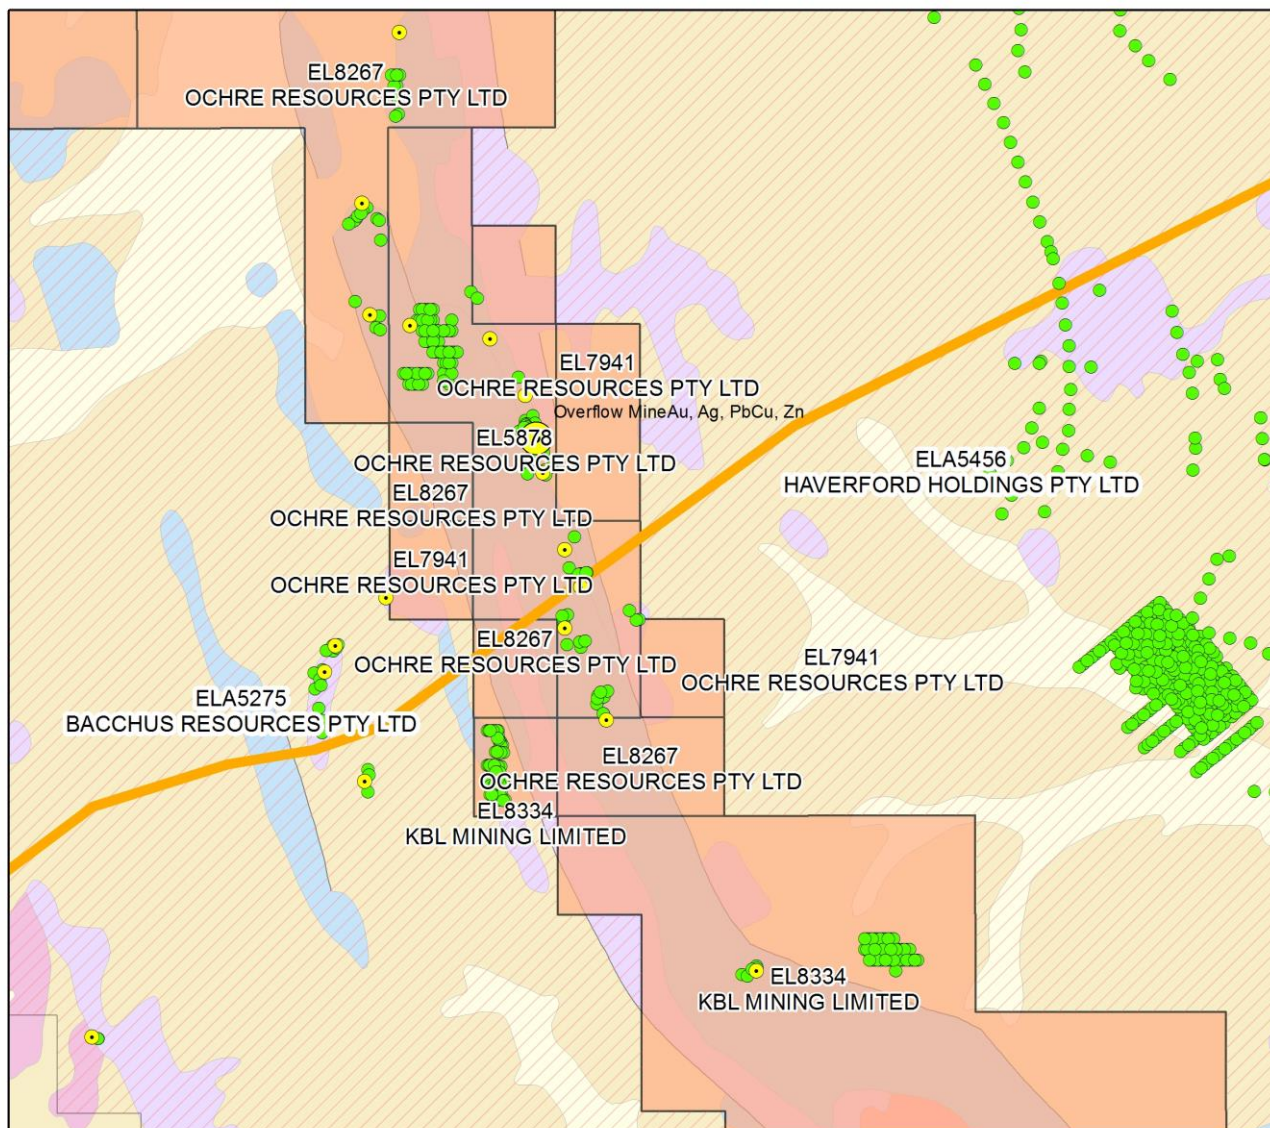 EL8267
OCHRE RESOURCES PTY LTD
EL7941
OCHRE RESOURCES PTY LTD
Overflow MineAu, Ag, PbCu, Zn
EL5878
OCHRE RESOURCES PTY LTD
ELA5456
HAVERFORD HOLDINGS PTY LTD
EL8267
OCHRE RESOURCES PTY LTD
EL7941
OCHRE RESOURCES PTY LTD
EL8267
OCHRE RESOURCES PTY LTD
EL7941
OCHRE RESOURCES PTY LTD
ELA5275
BACCHUS RESOURCES PTY LTD
EL8267
OCHRE RESOURCES PTY LTD
EL8334
KBL MINING LIMITED
EL8334
KBL MINING LIMITED